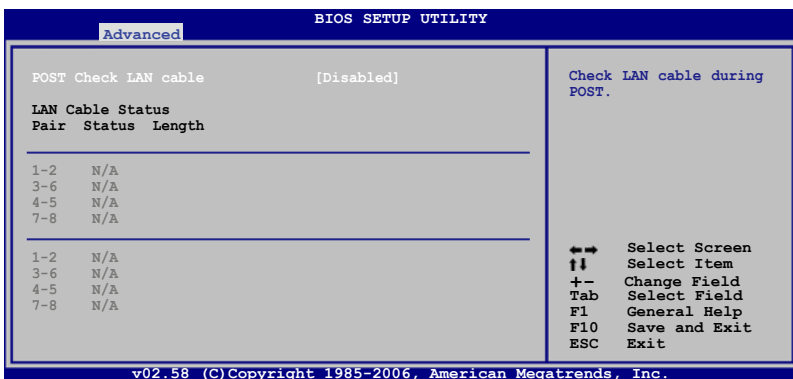 BIOS SETUP UTILITY
Advanced
POST Check LAN cable [Disabled]
LAN Cable Status
Pair Status Length
1-2 N/A
3-6 N/A
4-5 N/A
7-8 N/A
1-2 N/A
3-6 N/A
4-5 N/A
7-8 N/A
Check LAN cable during
POST.
←→ Select Screen
↑↓ Select Item
+- Change Field
Tab Select Field
F1 General Help
F10 Save and Exit
ESC Exit
v02.58 (C)Copyright 1985-2006, American Megatrends, Inc.